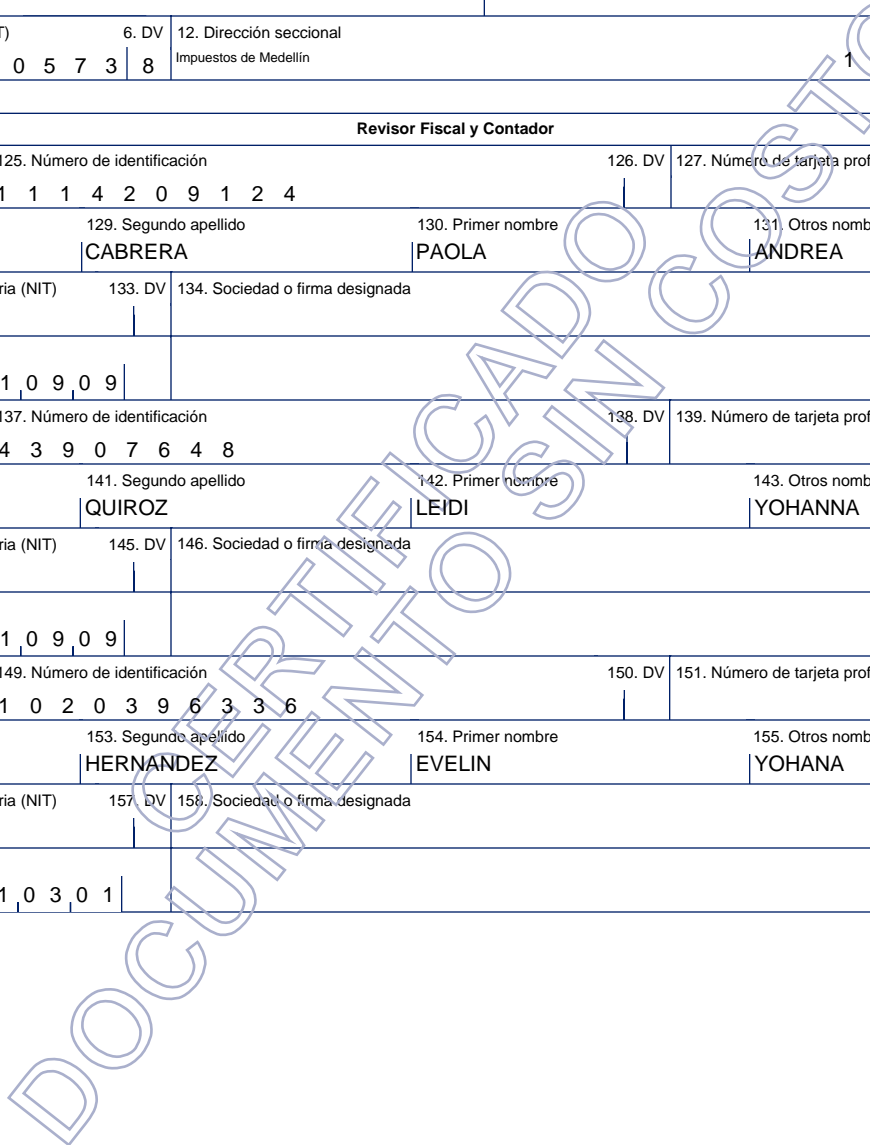 T) 6. DV 12. Dirección seccional
0 5 7 3 8 Impuestos de Medellín 1
Revisor Fiscal y Contador
125. Número de identificación 126. DV 127. Número de tarjeta prof
1 1 1 4 2 0 9 1 2 4
129. Segundo apellido 130. Primer nombre 131. Otros nomb
CABRERA PAOLA ANDREA
ria (NIT) 133. DV 134. Sociedad o firma designada
1 0 9 0 9
137. Número de identificación 138. DV 139. Número de tarjeta prof
4 3 9 0 7 6 4 8
141. Segundo apellido 142. Primer nombre 143. Otros nomb
QUIROZ LEIDI YOHANNA
ria (NIT) 145. DV 146. Sociedad o firma designada
1 0 9 0 9
149. Número de identificación 150. DV 151. Número de tarjeta prof
1 0 2 0 3 9 6 3 3 6
153. Segundo apellido 154. Primer nombre 155. Otros nomb
HERNANDEZ EVELIN YOHANA
ria (NIT) 157. DV 158. Sociedad o firma designada
1 0 3 0 1
CERTIFICADO
DOCUMENTO SIN COSTO